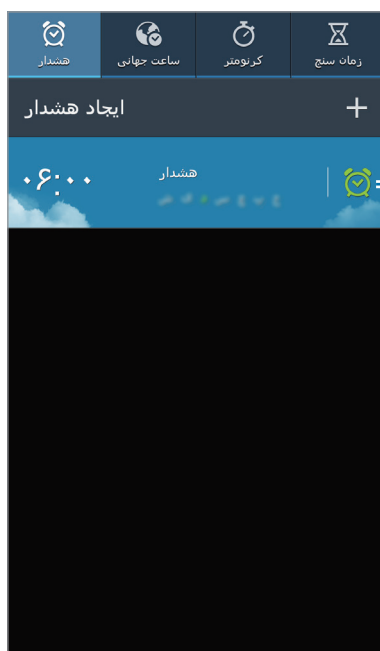 هشدار
ساعت جهانی
کرنومتر
زمان سنج
ایجاد هشدار
۰۶:۰۰
هشدار